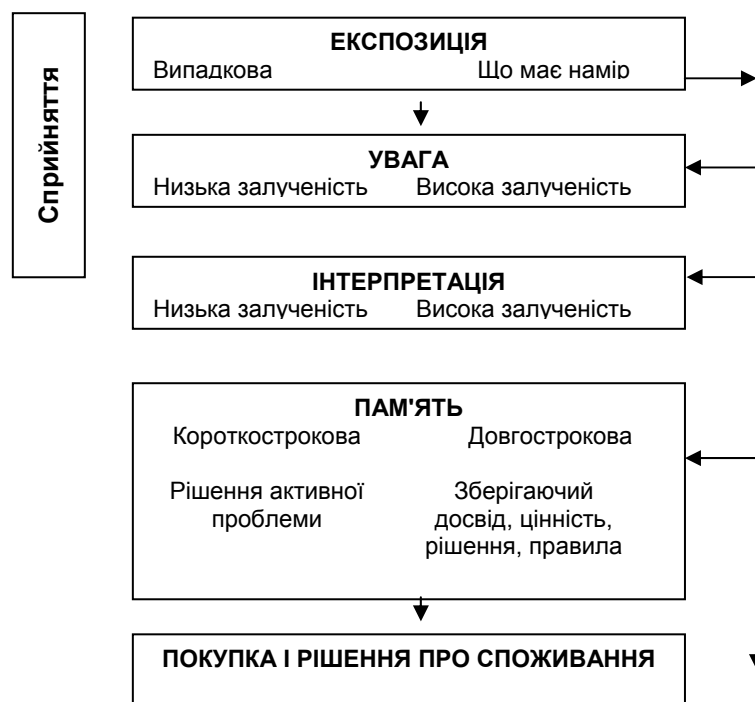 Сприйняття
ЕКСПОЗИЦІЯ
Випадкова Що має намір
УВАГА
Низька залученість Висока залученість
ІНТЕРПРЕТАЦІЯ
Низька залученість Висока залученість
ПАМ'ЯТЬ
Короткострокова Довгострокова
Рішення активної Зберігаючий
проблеми досвід, цінність,
рішення, правила
ПОКУПКА І РІШЕННЯ ПРО СПОЖИВАННЯ